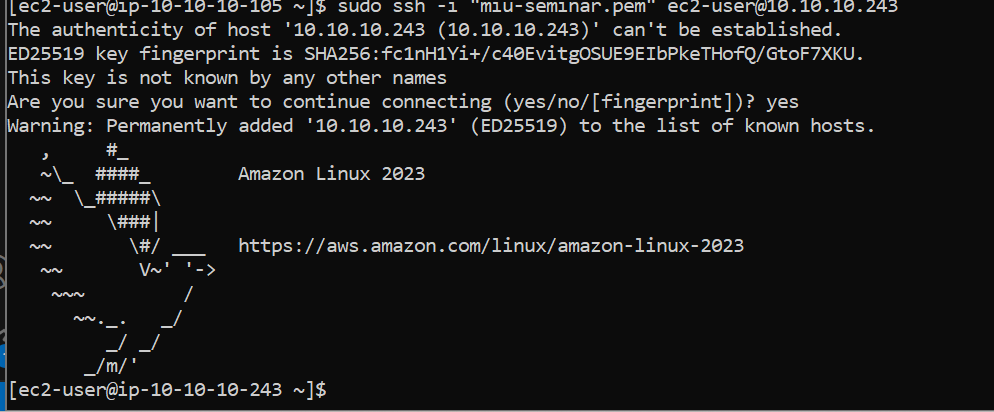 [ec2-user@ip-10-10-10-105 ~]$ sudo ssh -i "miu-seminar.pem" ec2-user@10.10.10.243
The authenticity of host '10.10.10.243 (10.10.10.243)' can't be established.
ED25519 key fingerprint is SHA256:fc1nH1Yi+/c40EvitgOSUE9EIbPkeTHofQ/GtoF7XKU.
This key is not known by any other names
Are you sure you want to continue connecting (yes/no/[fingerprint])? yes
Warning: Permanently added '10.10.10.243' (ED25519) to the list of known hosts.
   ,     #_
   ~\_  ####_        Amazon Linux 2023
  ~~  \_#####\
  ~~     \###|
  ~~       \#/ ___   https://aws.amazon.com/linux/amazon-linux-2023
   ~~       V~' '->
    ~~~         /
      ~~._.   _/
         _/ _/
       _/m/'
[ec2-user@ip-10-10-10-243 ~]$